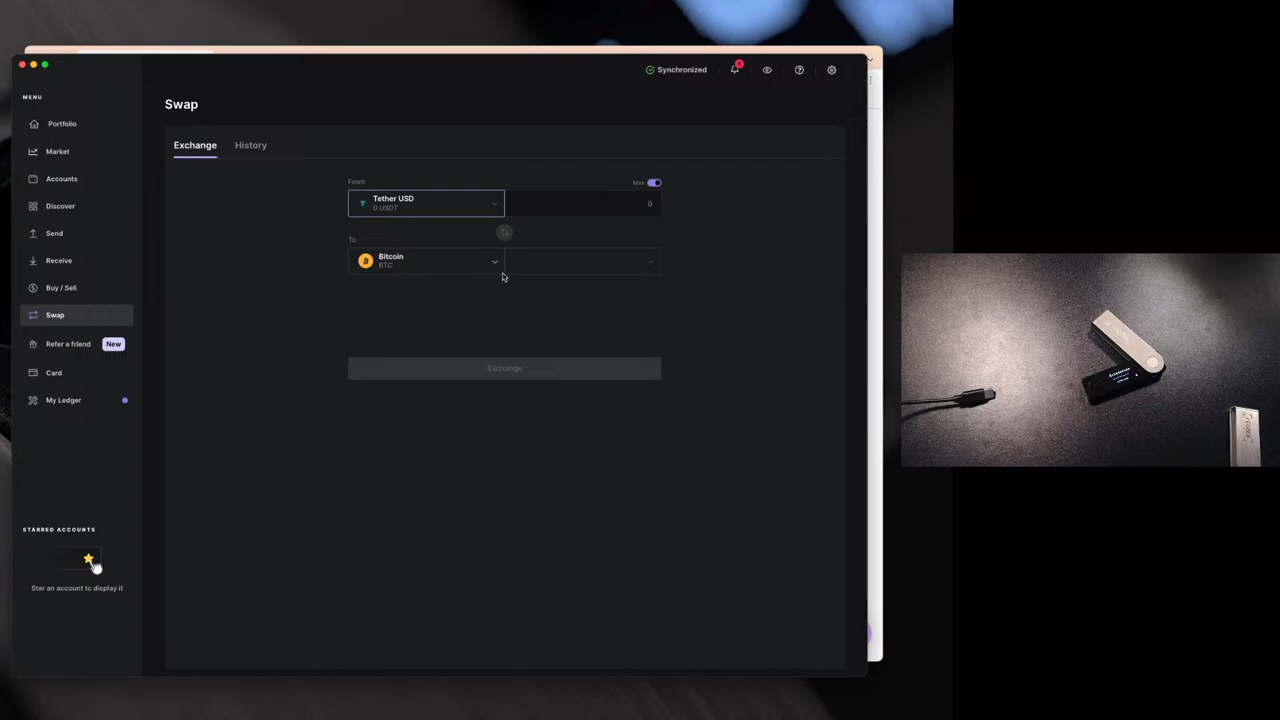 Synchronized
1
MENU
Portfolio
Market
Accounts
Discover
Send
Receive
Buy / Sell
Swap
Refer a friend
New
Card
My Ledger
STARRED ACCOUNTS
Star an account to display it
Swap
Exchange
History
From
Max
Tether USD
0 USDT
0
To
Bitcoin
BTC
-
Exchange